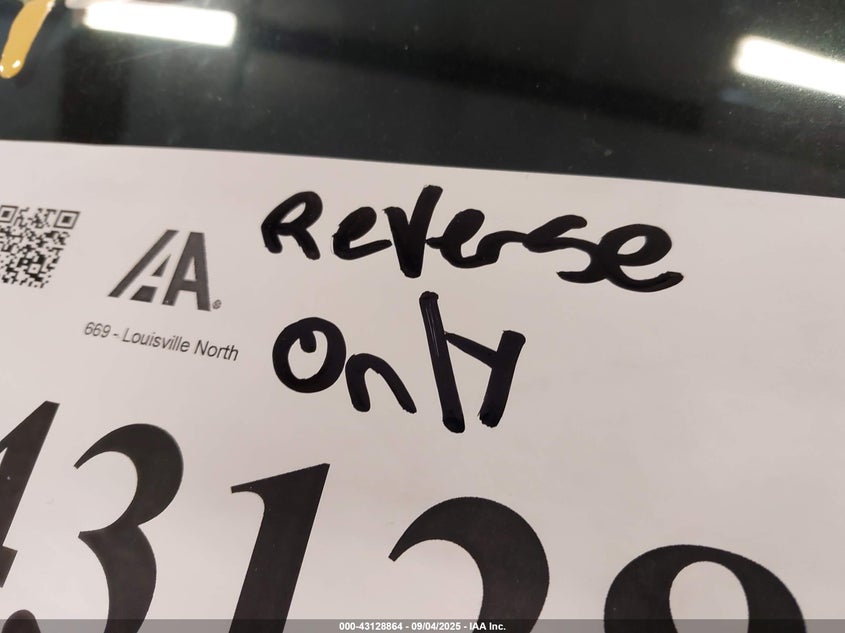 Reverse
IAA®
669 - Louisville North
Only
43128
000-43128864 - 09/04/2025 - IAA Inc.